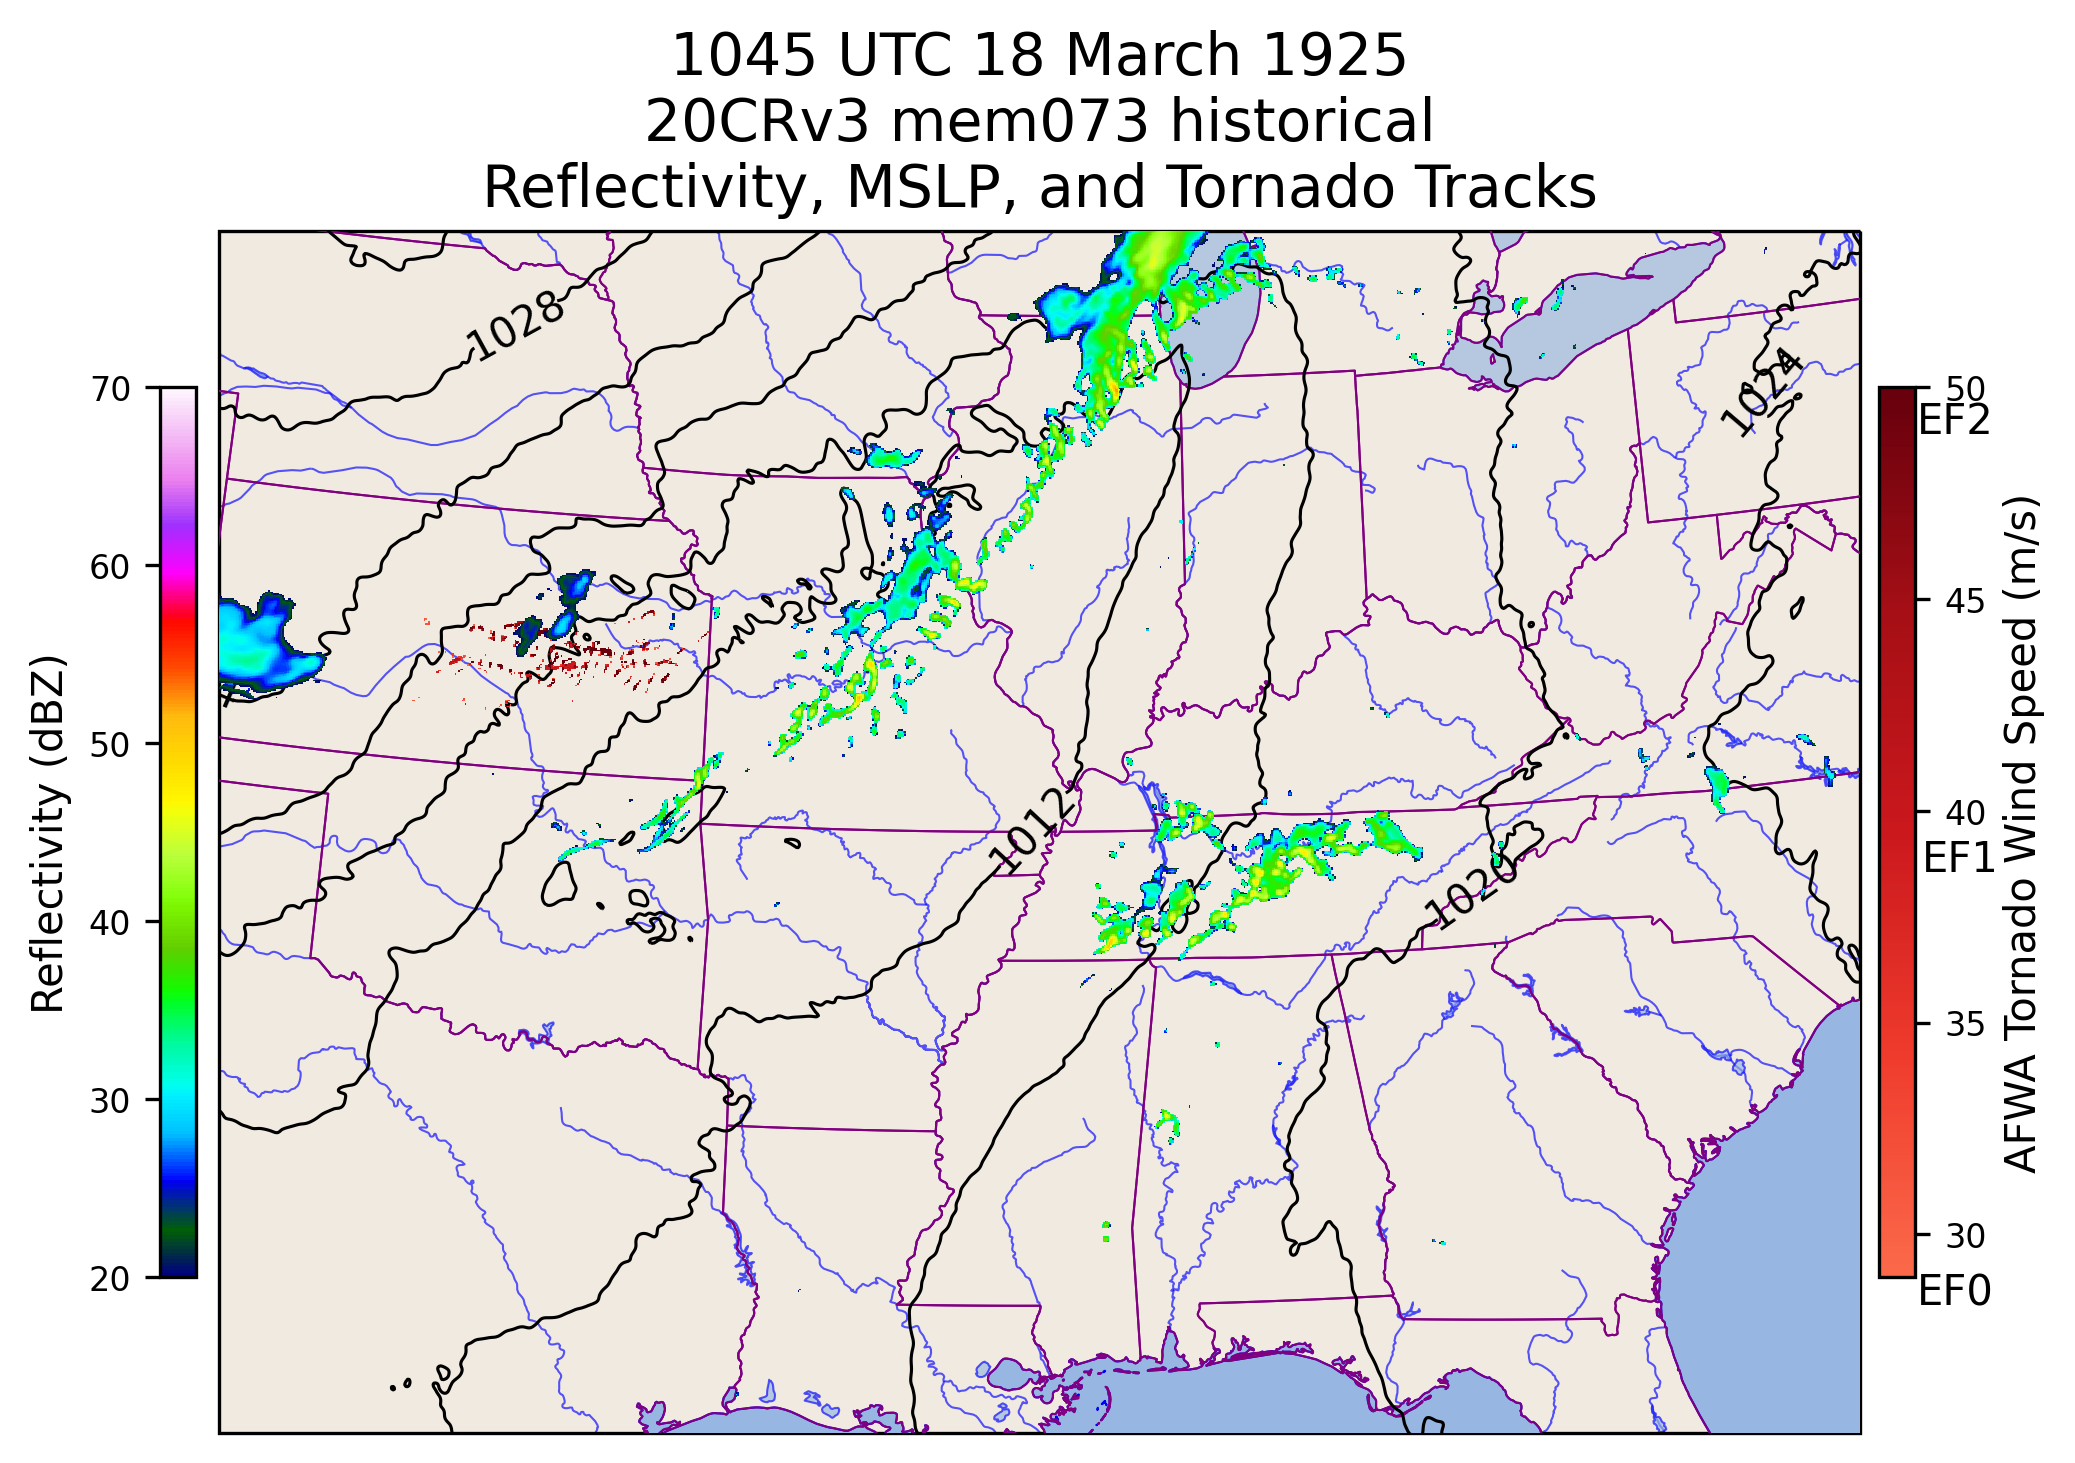 1045 UTC 18 March 1925
20CRv3 mem073 historical
Reflectivity, MSLP, and Tornado Tracks
1028
1024
1012
1020
70
60
50
40
30
20
Reflectivity (dBZ)
50
EF2
45
40
EF1
35
30
EF0
AFWA Tornado Wind Speed (m/s)